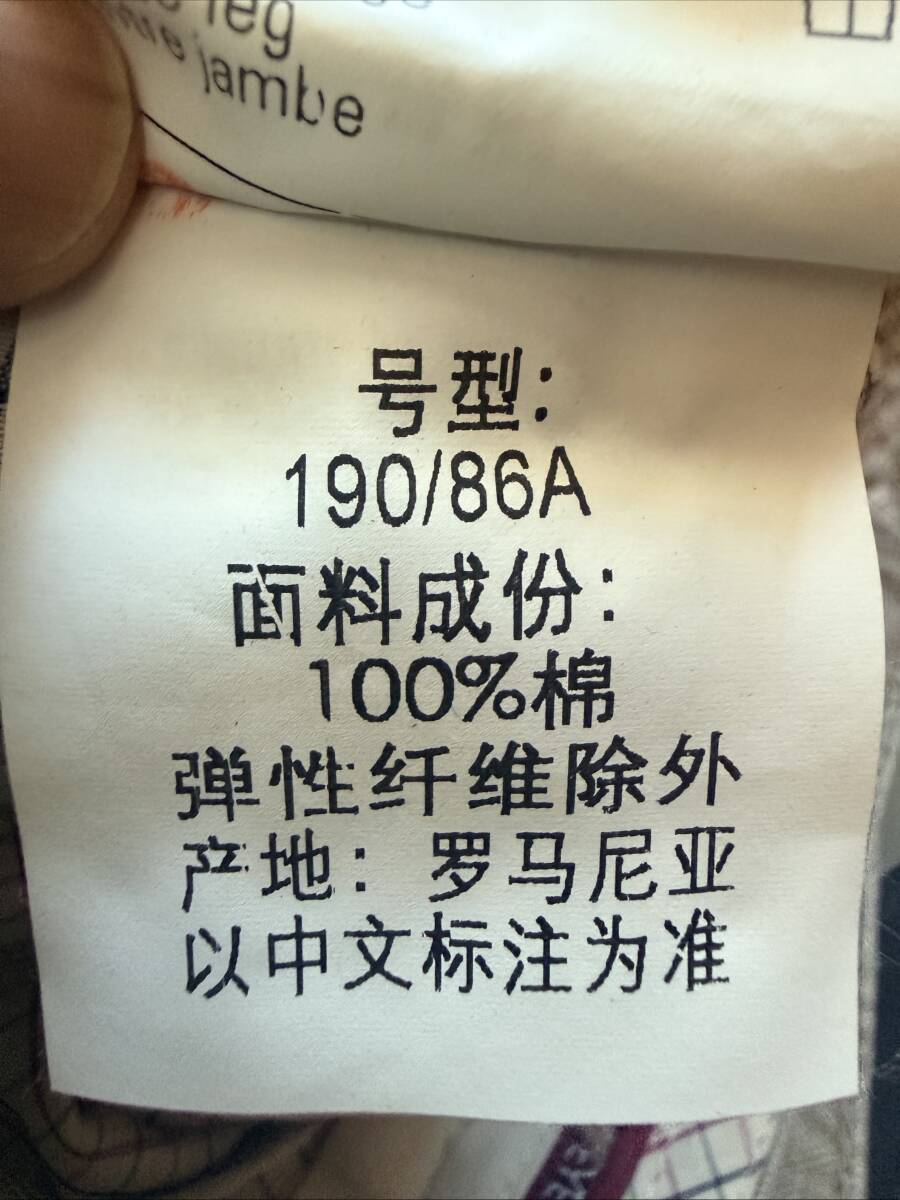 leg
jambe
号型:
190/86A
面料成份:
100%棉
弹性纤维除外
产地: 罗马尼亚
以中文标注为准